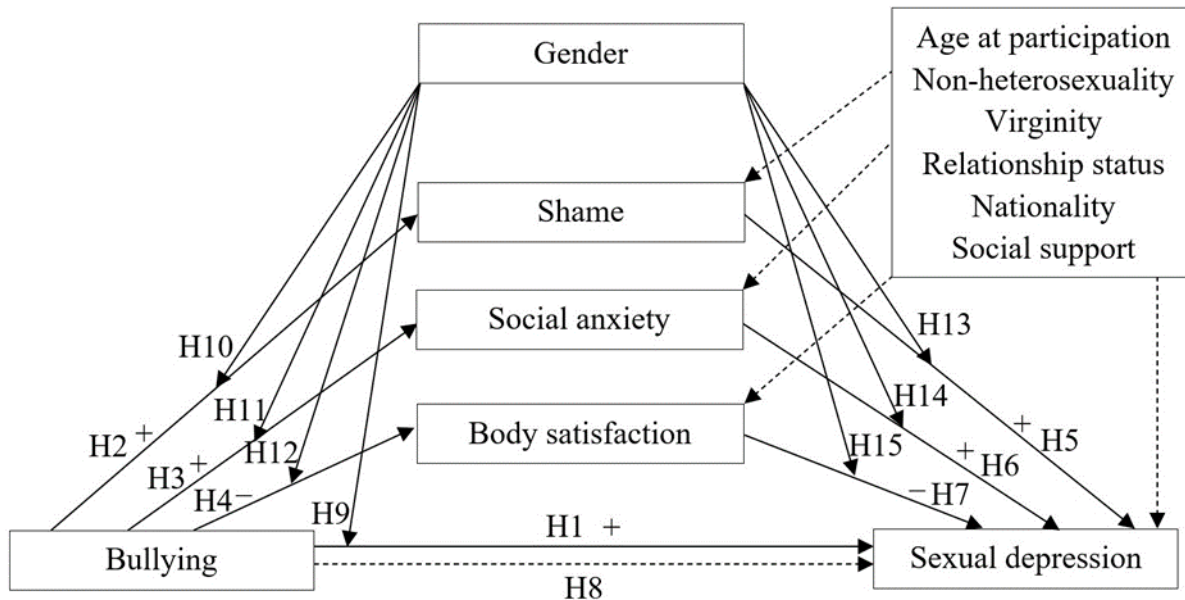 Gender
Age at participation
Non-heterosexuality
Virginity
Relationship status
Nationality
Social support
Shame
Social anxiety
Body satisfaction
H10
H11
H12
H9
H13
H14
H15
H2 +
H3 +
H4 −
+ H5
+ H6
− H7
H1 +
H8
Bullying
Sexual depression